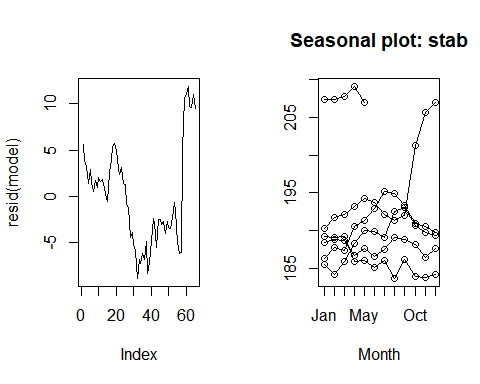 resid(model)
10
5
0
-5
0
20
40
60
Index
Seasonal plot: stab
205
195
185
Jan
May
Oct
Month